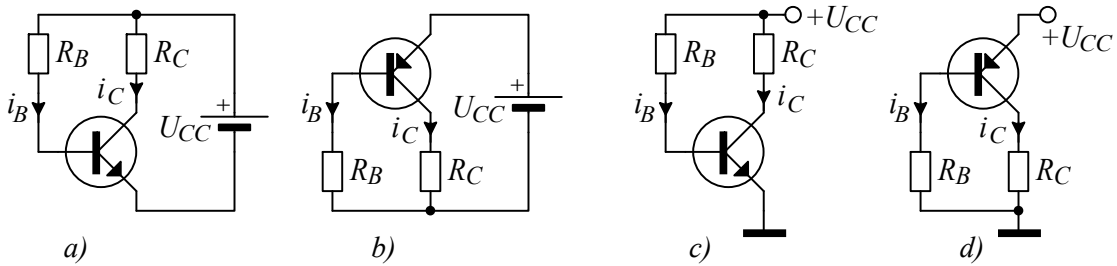 R_B R_C
i_B i_C
+
U_CC
a)
+
i_B i_C U_CC
R_B R_C
b)
+U_CC
R_B R_C
i_B i_C
c)
+U_CC
i_B i_C
R_B R_C
d)